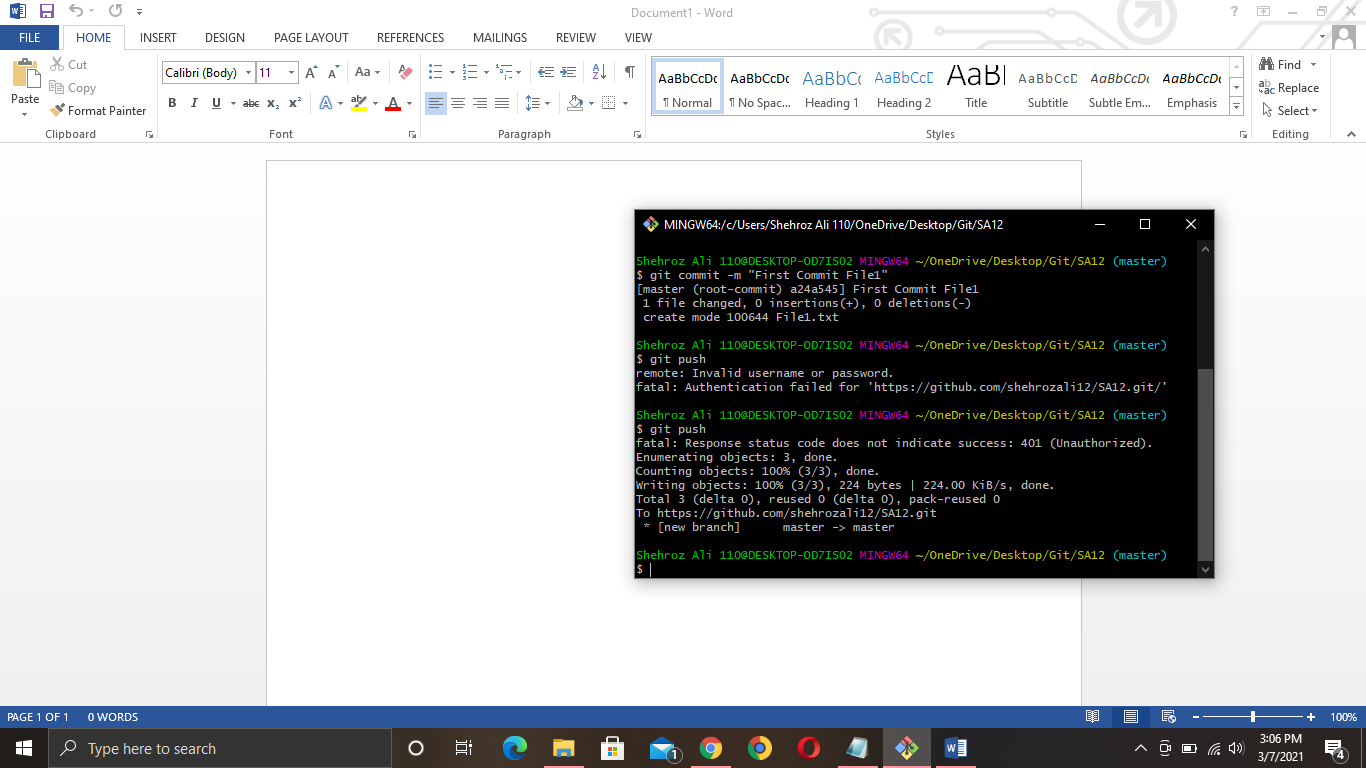 Document1 - Word
?
FILE HOME INSERT DESIGN PAGE LAYOUT REFERENCES MAILINGS REVIEW VIEW
Paste
Cut
Copy
Format Painter
Clipboard
Calibri (Body) 11
B I U abc x₂ x²
Font
Paragraph
AaBbCcDc AaBbCcDc AaBbCc AaBbCcD AaBl AaBbCcD AaBbCcDc AaBbCcDc
¶ Normal ¶ No Spac... Heading 1 Heading 2 Title Subtitle Subtle Em... Emphasis
Styles
Find
Replace
Select
Editing
MINGW64:/c/Users/Shehroz Ali 110/OneDrive/Desktop/Git/SA12
Shehroz Ali 110@DESKTOP-OD7ISO2 MINGW64 ~/OneDrive/Desktop/Git/SA12 (master)
$ git commit -m "First Commit File1"
[master (root-commit) a24a545] First Commit File1
1 file changed, 0 insertions(+), 0 deletions(-)
create mode 100644 File1.txt
Shehroz Ali 110@DESKTOP-OD7ISO2 MINGW64 ~/OneDrive/Desktop/Git/SA12 (master)
$ git push
remote: Invalid username or password.
fatal: Authentication failed for 'https://github.com/shehrozali12/SA12.git/'
Shehroz Ali 110@DESKTOP-OD7ISO2 MINGW64 ~/OneDrive/Desktop/Git/SA12 (master)
$ git push
fatal: Response status code does not indicate success: 401 (Unauthorized).
Enumerating objects: 3, done.
Counting objects: 100% (3/3), done.
Writing objects: 100% (3/3), 224 bytes | 224.00 KiB/s, done.
Total 3 (delta 0), reused 0 (delta 0), pack-reused 0
To https://github.com/shehrozali12/SA12.git
* [new branch] master -> master
Shehroz Ali 110@DESKTOP-OD7ISO2 MINGW64 ~/OneDrive/Desktop/Git/SA12 (master)
$
PAGE 1 OF 1 0 WORDS
100%
Type here to search
1
3:06 PM
3/7/2021
4